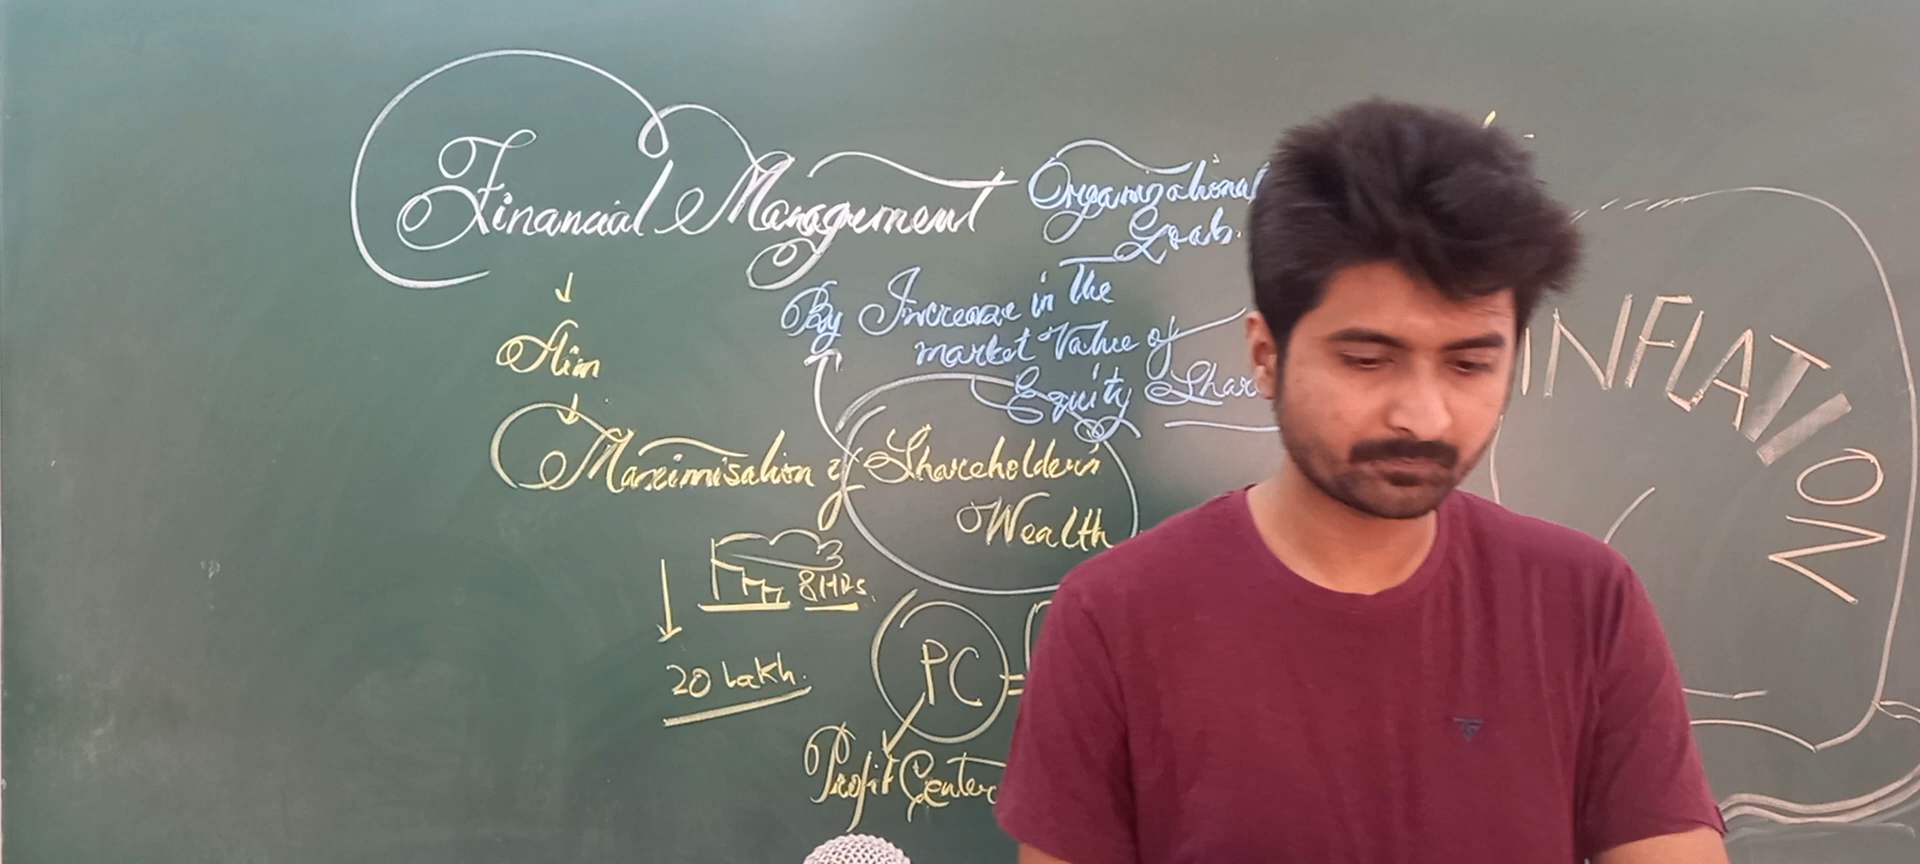 Financial Management
Organizational
Goals.
By Increase in The
market Value of
Equity Shar
Aim
Maximisation of Shareholders
Wealth
8HRs.
20 Lakh.
PC =
Profit Center
INFLATION